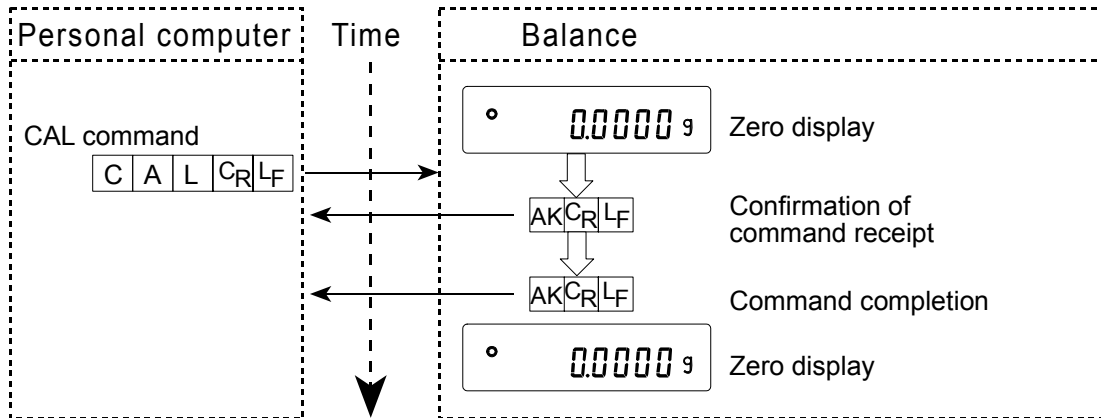 Personal computer Time Balance
0.0000 g Zero display
CAL command
C A L CR LF
AK CR LF Confirmation of
command receipt
AK CR LF Command completion
0.0000 g Zero display